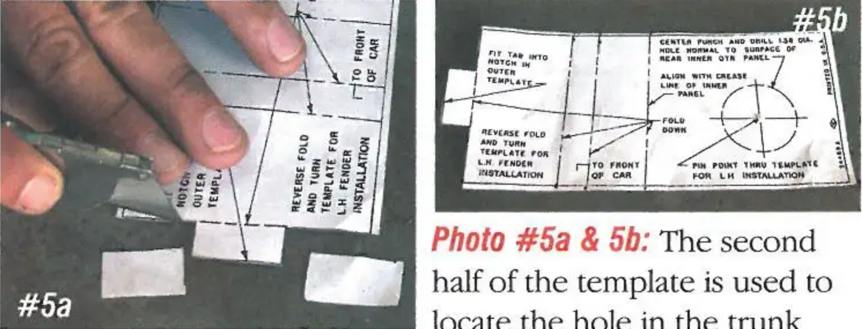 #5a
NOTCH
OUTER
TEMPL
REVERSE FOLD
AND TURN
TEMPLATE FOR
L.H. FENDER
INSTALLATION
TO FRONT
OF CAR
#5b
FIT TAB INTO
NOTCH IN
OUTER
TEMPLATE
REVERSE FOLD
AND TURN
TEMPLATE FOR
L.H. FENDER
INSTALLATION
TO FRONT
OF CAR
CENTER PUNCH AND DRILL 1.38 DIA.
HOLE NORMAL TO SURFACE OF
REAR INNER QTR PANEL
ALIGN WITH CREASE
LINE OF INNER
PANEL
FOLD
DOWN
PIN POINT THRU TEMPLATE
FOR L.H INSTALLATION
PRINTED IN U.S.A.
Photo #5a & 5b: The second
half of the template is used to
locate the hole in the trunk